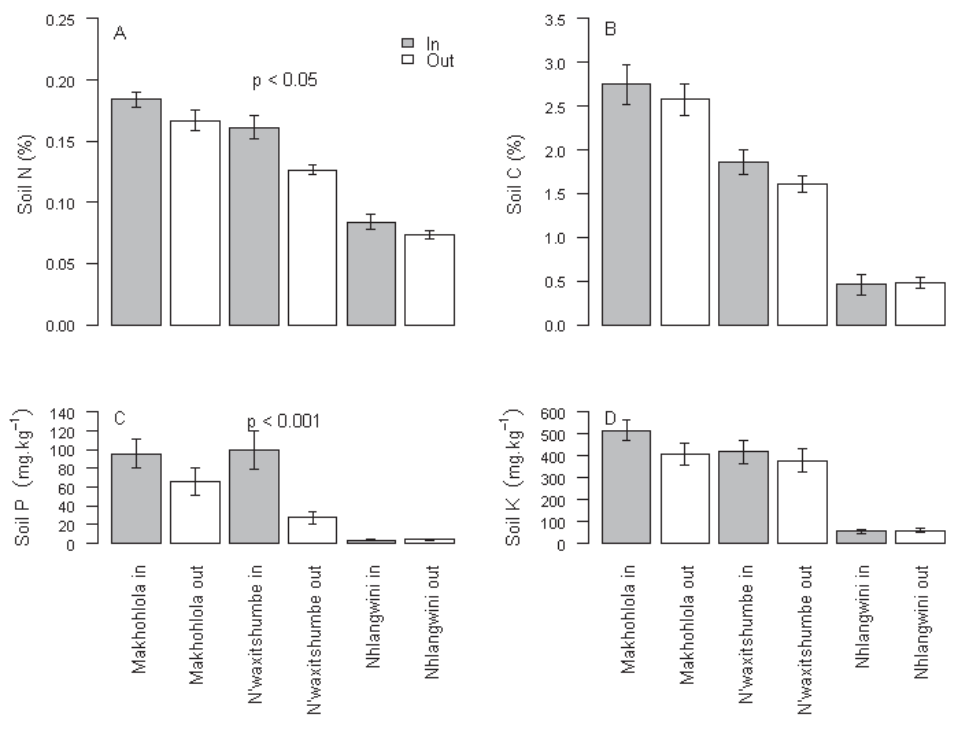 A
In
Out
p < 0.05
Soil N (%)
0.25
0.20
0.15
0.10
0.05
0.00
B
Soil C (%)
3.5
3.0
2.5
2.0
1.5
1.0
0.5
0.0
C
p < 0.001
Soil P (mg.kg⁻¹)
140
120
100
80
60
40
20
0
Makhohlola in
Makhohlola out
N'waxitshumbe in
N'waxitshumbe out
Nhlangwini in
Nhlangwini out
D
Soil K (mg.kg⁻¹)
600
500
400
300
200
100
0
Makhohlola in
Makhohlola out
N'waxitshumbe in
N'waxitshumbe out
Nhlangwini in
Nhlangwini out